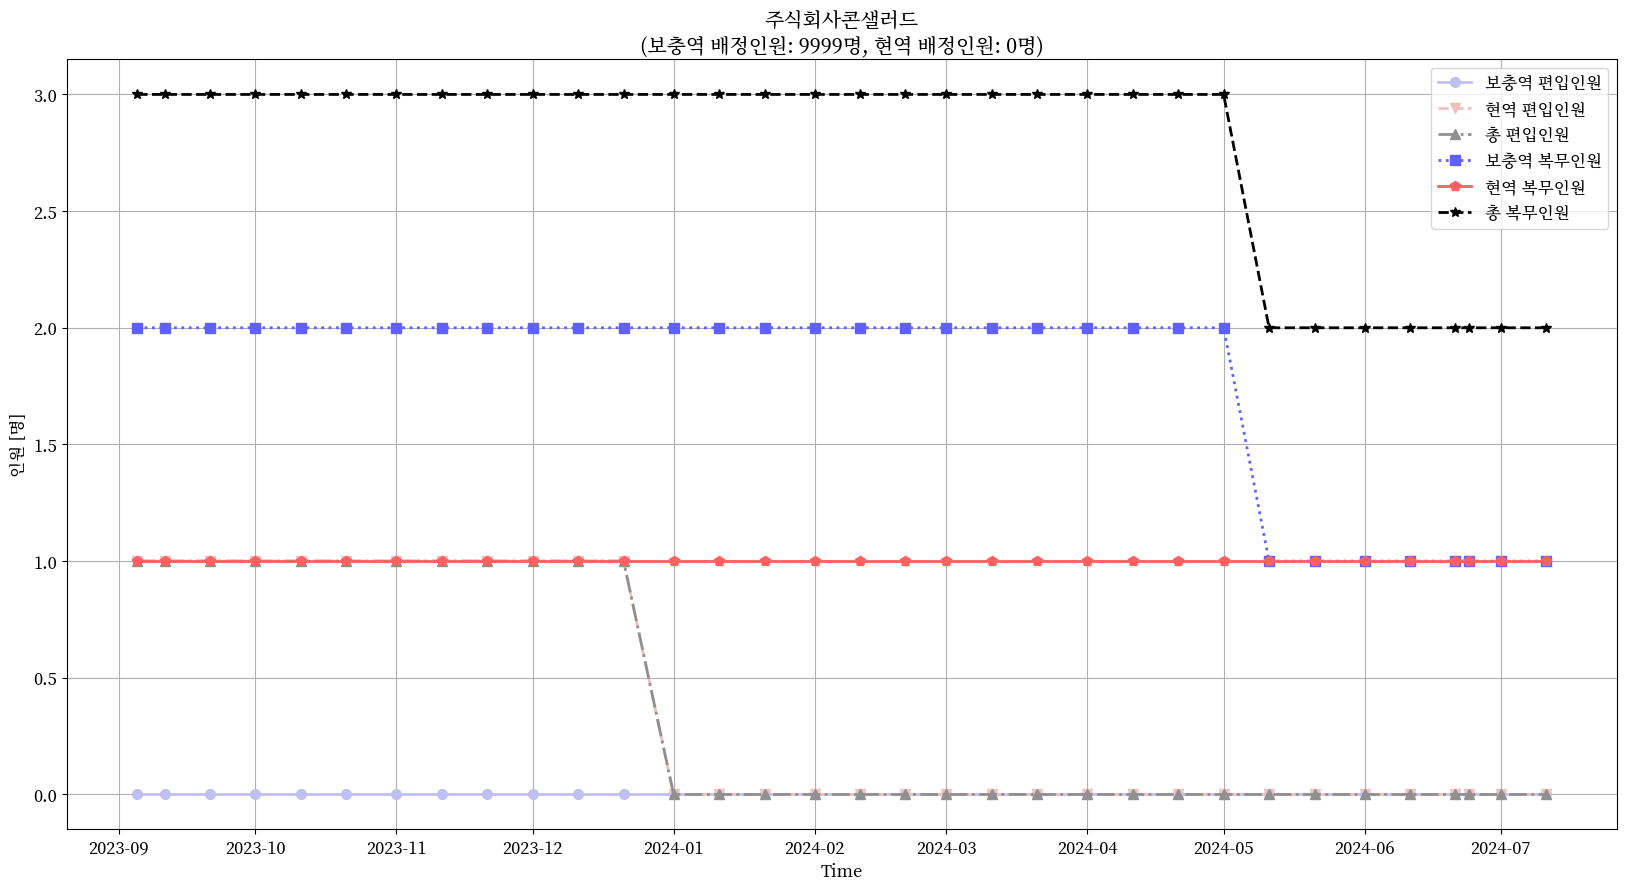 주식회사콘샐러드
(보충역 배정인원: 9999명, 현역 배정인원: 0명)
보충역 편입인원
현역 편입인원
총 편입인원
보충역 복무인원
현역 복무인원
총 복무인원
인원 [명]
3.0
2.5
2.0
1.5
1.0
0.5
0.0
2023-09 2023-10 2023-11 2023-12 2024-01 2024-02 2024-03 2024-04 2024-05 2024-06 2024-07
Time